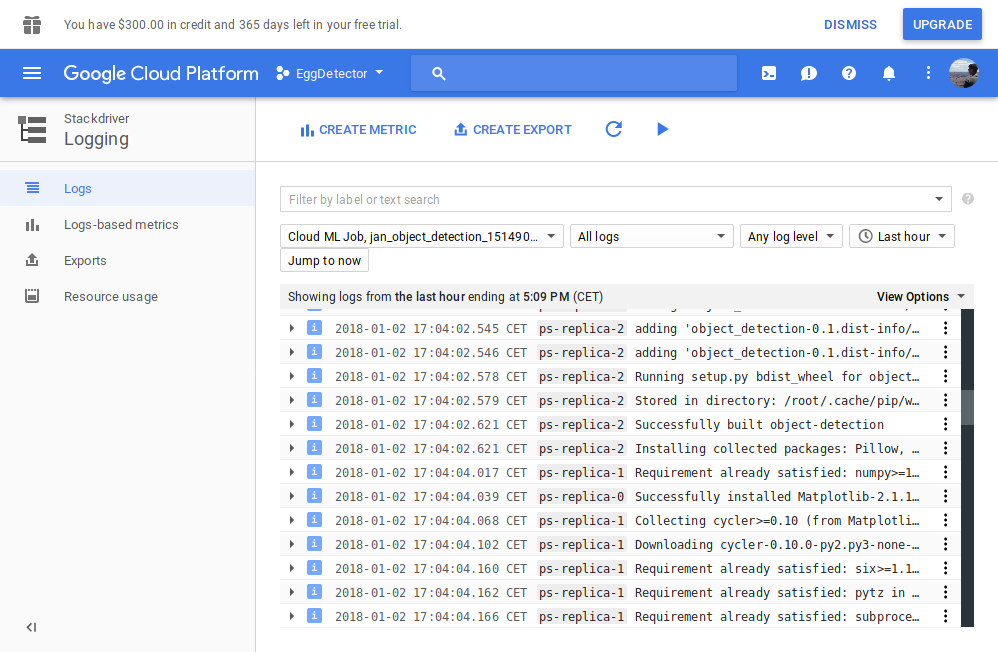 You have $300.00 in credit and 365 days left in your free trial.
DISMISS
UPGRADE
Google Cloud Platform
EggDetector
Stackdriver
Logging
CREATE METRIC
CREATE EXPORT
Logs
Logs-based metrics
Exports
Resource usage
Filter by label or text search
Cloud ML Job, jan_object_detection_151490...
All logs
Any log level
Last hour
Jump to now
Showing logs from the last hour ending at 5:09 PM (CET)
View Options
2018-01-02 17:04:02.545 CET ps-replica-2 adding 'object_detection-0.1.dist-info/…
2018-01-02 17:04:02.546 CET ps-replica-2 adding 'object_detection-0.1.dist-info/…
2018-01-02 17:04:02.578 CET ps-replica-2 Running setup.py bdist_wheel for object…
2018-01-02 17:04:02.579 CET ps-replica-2 Stored in directory: /root/.cache/pip/w…
2018-01-02 17:04:02.621 CET ps-replica-2 Successfully built object-detection
2018-01-02 17:04:02.621 CET ps-replica-2 Installing collected packages: Pillow, …
2018-01-02 17:04:04.017 CET ps-replica-1 Requirement already satisfied: numpy>=1…
2018-01-02 17:04:04.039 CET ps-replica-0 Successfully installed Matplotlib-2.1.1…
2018-01-02 17:04:04.068 CET ps-replica-1 Collecting cycler>=0.10 (from Matplotli…
2018-01-02 17:04:04.102 CET ps-replica-1 Downloading cycler-0.10.0-py2.py3-none-…
2018-01-02 17:04:04.160 CET ps-replica-1 Requirement already satisfied: six>=1.1…
2018-01-02 17:04:04.162 CET ps-replica-1 Requirement already satisfied: pytz in …
2018-01-02 17:04:04.166 CET ps-replica-1 Requirement already satisfied: subproce…